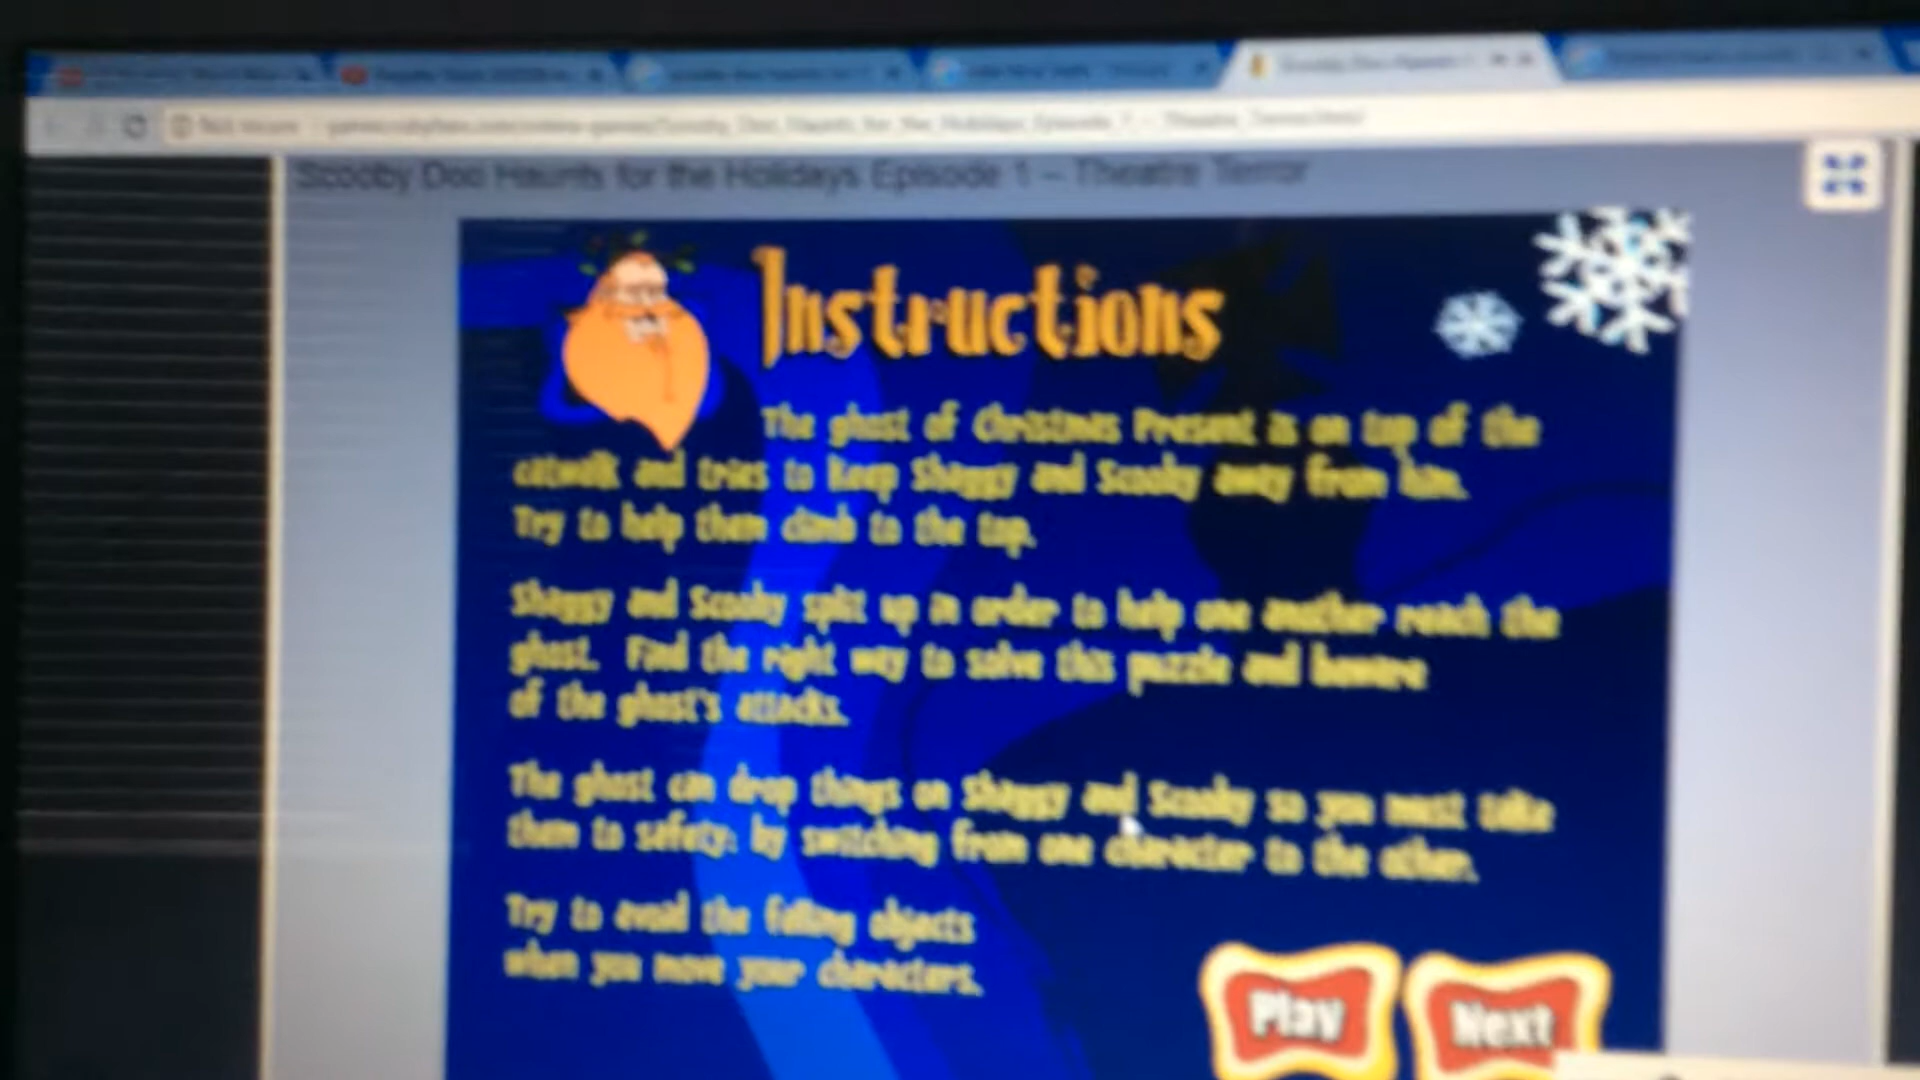 Not secure
Scooby Doo Haunts for the Holidays Episode 1 – Theatre Terror
Instructions
The ghost of Christmas Present is on top of the
catwalk and tries to keep Shaggy and Scooby away from him.
Try to help them climb to the top.
Shaggy and Scooby split up in order to help one another reach the
ghost. Find the right way to solve this puzzle and beware
of the ghost's attacks.
The ghost can drop things on Shaggy and Scooby so you must take
them to safety: by switching from one character to the other.
Try to avoid the falling objects
when you move your characters.
Play Next